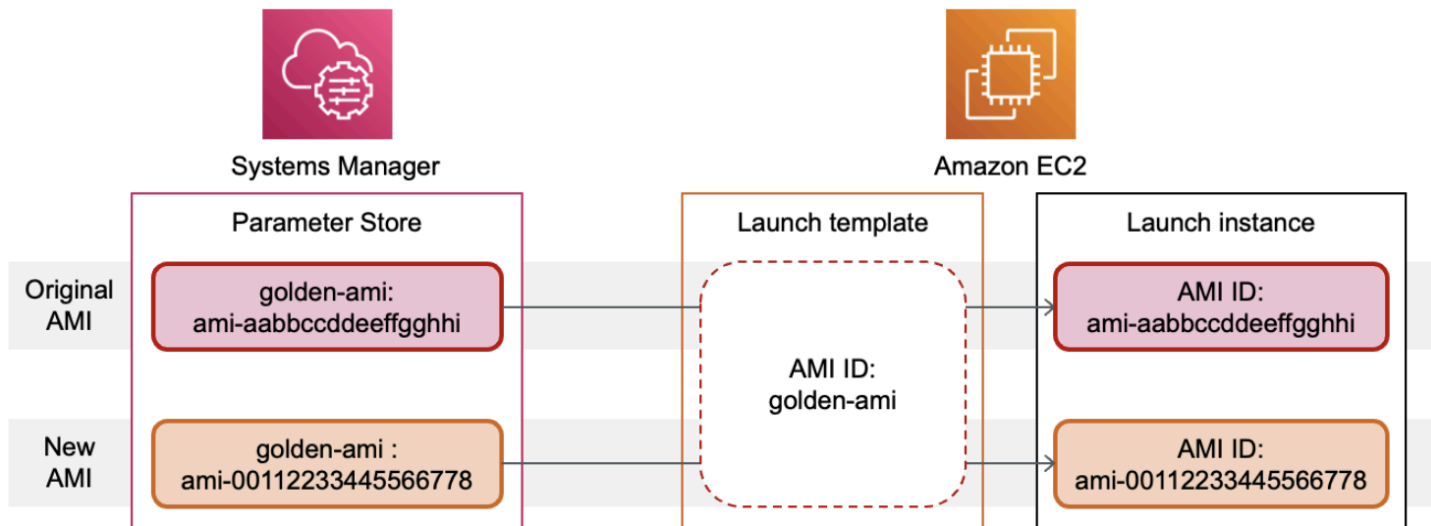 Systems Manager
Amazon EC2
Parameter Store
Launch template
Launch instance
Original
AMI
golden-ami:
ami-aabbccddeeffgghhi
AMI ID:
ami-aabbccddeeffgghhi
AMI ID:
golden-ami
New
AMI
golden-ami :
ami-00112233445566778
AMI ID:
ami-00112233445566778